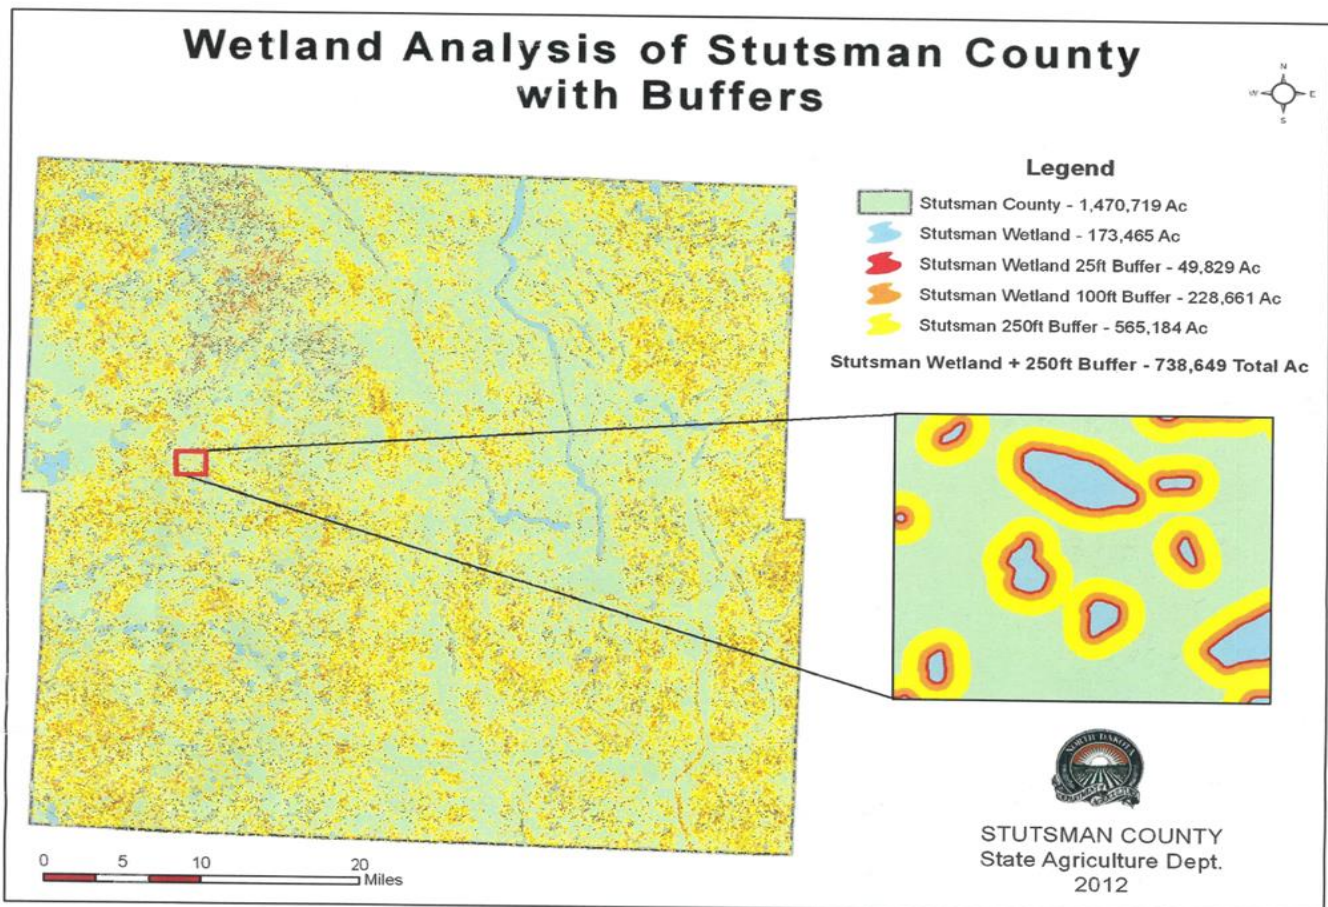 Wetland Analysis of Stutsman County
with Buffers
N
W
E
S
Legend
Stutsman County - 1,470,719 Ac
Stutsman Wetland - 173,465 Ac
Stutsman Wetland 25ft Buffer - 49,829 Ac
Stutsman Wetland 100ft Buffer - 228,661 Ac
Stutsman 250ft Buffer - 565,184 Ac
Stutsman Wetland + 250ft Buffer - 738,649 Total Ac
NORTH DAKOTA
STUTSMAN COUNTY
State Agriculture Dept.
2012
0 5 10 20
Miles